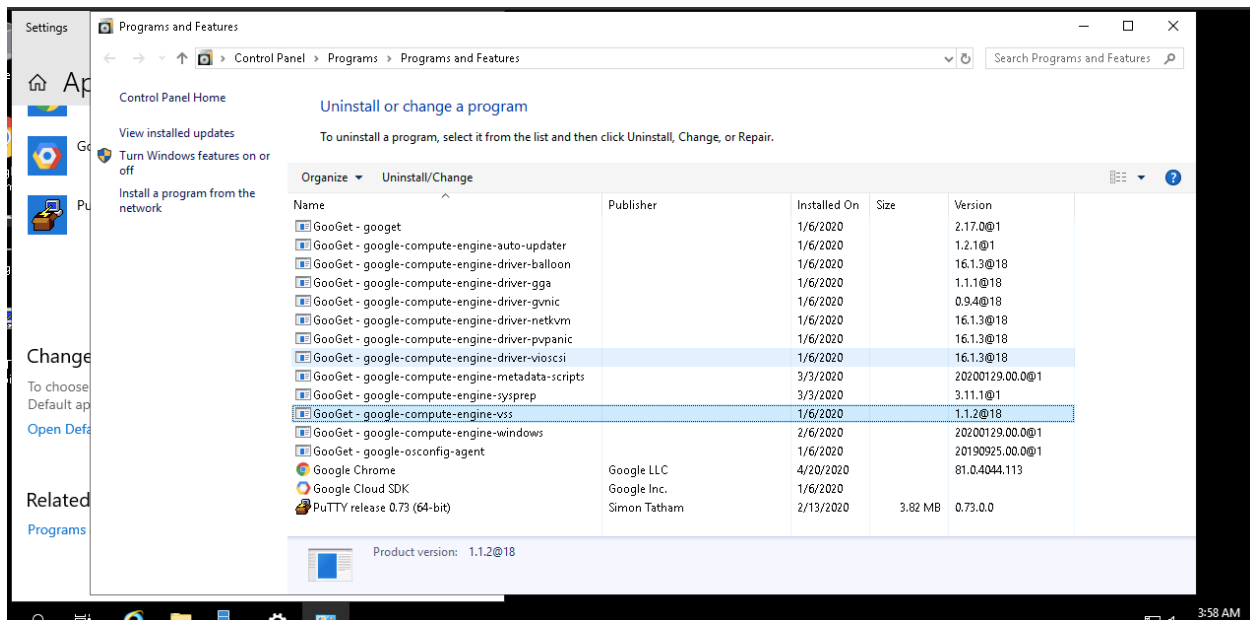 Settings
Programs and Features
Control Panel > Programs > Programs and Features
Search Programs and Features
Ap
Go
Pu
Change
To choose
Default ap
Open Defa
Related
Programs
Control Panel Home
View installed updates
Turn Windows features on or
off
Install a program from the
network
Uninstall or change a program
To uninstall a program, select it from the list and then click Uninstall, Change, or Repair.
Organize Uninstall/Change
Name Publisher Installed On Size Version
GooGet - googet 1/6/2020 2.17.0@1
GooGet - google-compute-engine-auto-updater 1/6/2020 1.2.1@1
GooGet - google-compute-engine-driver-balloon 1/6/2020 16.1.3@18
GooGet - google-compute-engine-driver-gga 1/6/2020 1.1.1@18
GooGet - google-compute-engine-driver-gvnic 1/6/2020 0.9.4@18
GooGet - google-compute-engine-driver-netkvm 1/6/2020 16.1.3@18
GooGet - google-compute-engine-driver-pvpanic 1/6/2020 16.1.3@18
GooGet - google-compute-engine-driver-vioscsi 1/6/2020 16.1.3@18
GooGet - google-compute-engine-metadata-scripts 3/3/2020 20200129.00.0@1
GooGet - google-compute-engine-sysprep 3/3/2020 3.11.1@1
GooGet - google-compute-engine-vss 1/6/2020 1.1.2@18
GooGet - google-compute-engine-windows 2/6/2020 20200129.00.0@1
GooGet - google-osconfig-agent 1/6/2020 20190925.00.0@1
Google Chrome Google LLC 4/20/2020 81.0.4044.113
Google Cloud SDK Google Inc. 1/6/2020
PuTTY release 0.73 (64-bit) Simon Tatham 2/13/2020 3.82 MB 0.73.0.0
Product version: 1.1.2@18
3:58 AM